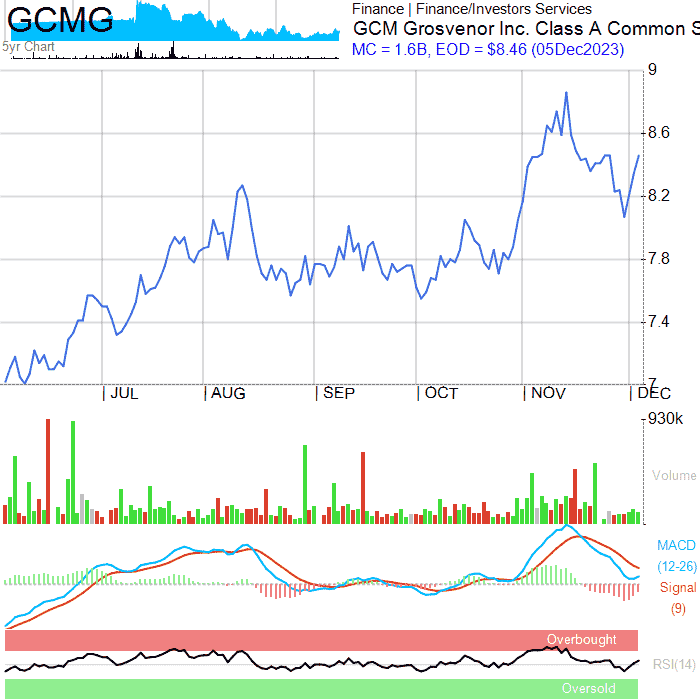 GCMG
5yr Chart
Finance | Finance/Investors Services
GCM Grosvenor Inc. Class A Common S
MC = 1.6B, EOD = $8.46 (05Dec2023)
9
8.6
8.2
7.8
7.4
7
| JUL | AUG | SEP | OCT | NOV | DEC
930k
Volume
MACD
(12-26)
Signal
(9)
Overbought
RSI(14)
Oversold